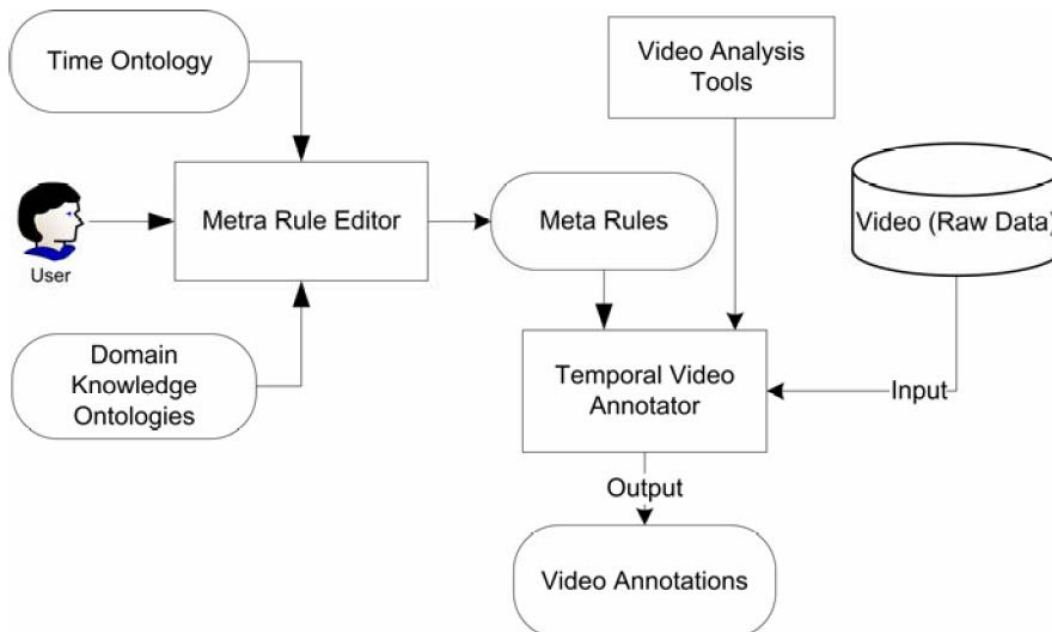 Time Ontology
Video Analysis
Tools
Metra Rule Editor
Meta Rules
Video (Raw Data)
User
Domain
Knowledge
Ontologies
Temporal Video
Annotator
Input
Output
Video Annotations